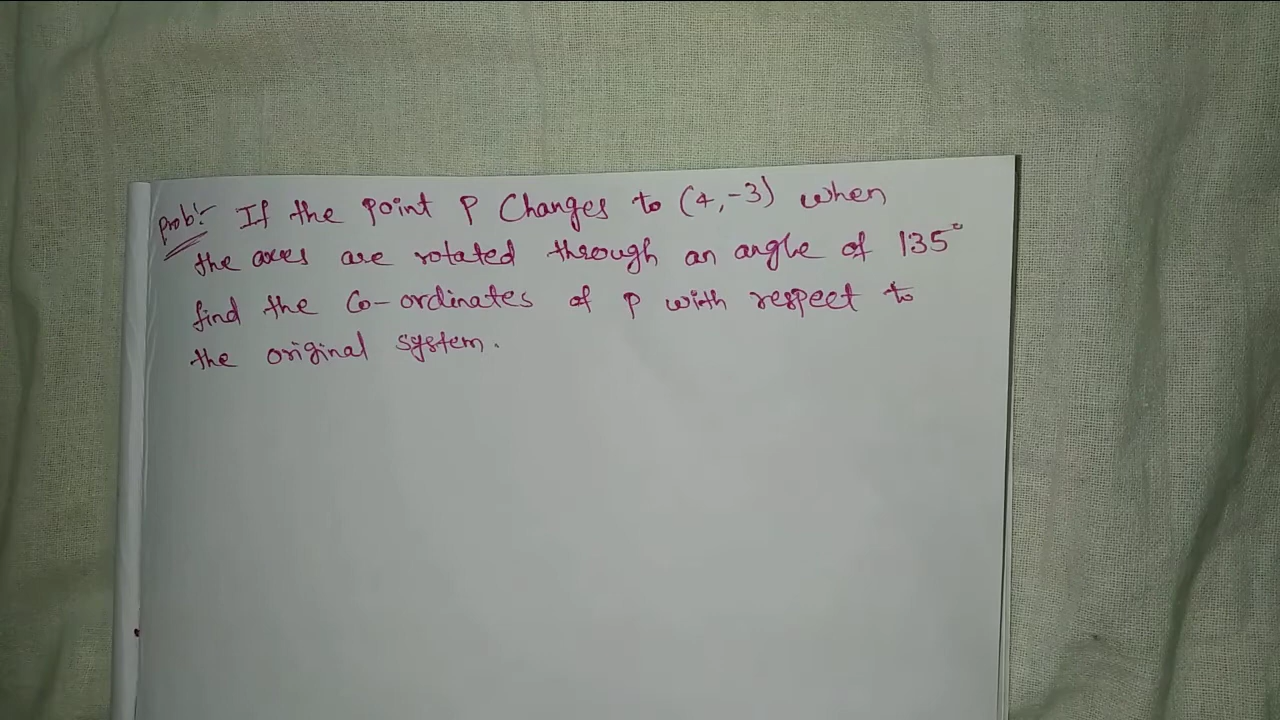 Prob:- If the point P Changes to (4,-3) when
the axes are rotated through an angle of 135°
find the Co-ordinates of P with respect to
the original system.